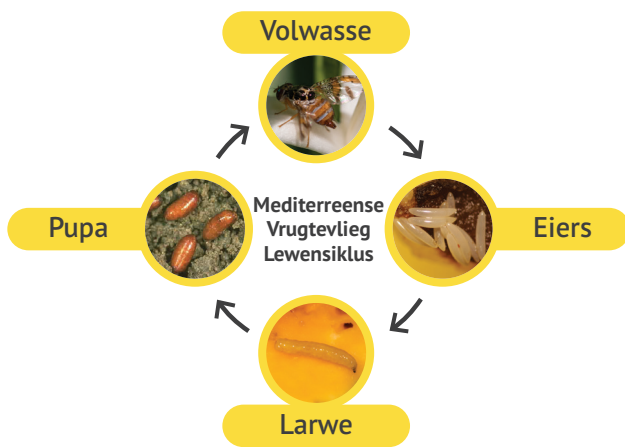 Volwasse
Pupa
Mediterreense
Vrugtevlieg
Lewensiklus
Eiers
Larwe